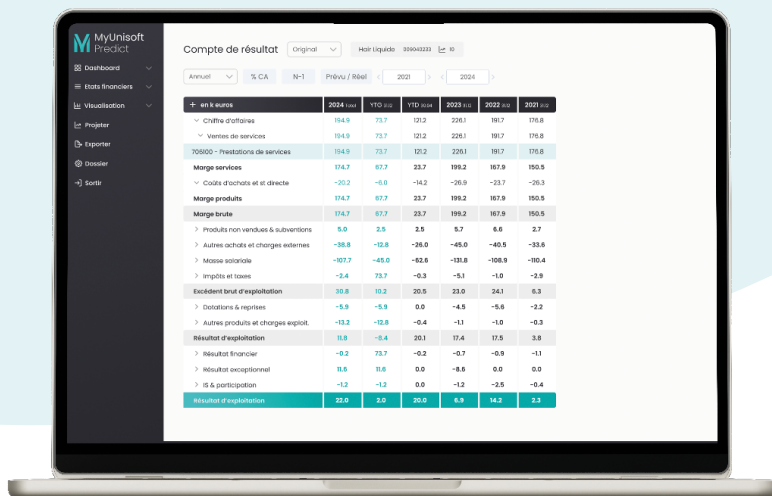 MyUnisoft
Predict
Dashboard
Etats financiers
Visualisation
Projeter
Exporter
Dossier
Sortir
Compte de résultat Original Hair Liquide 309043233 ID
Annuel % CA N-1 Prévu / Réel 2021 2024
+ en k euros 2024 YTG YTD 2023 2022 2021
Chiffre d'affaires 194.9 73.7 121.2 226.1 191.7 176.8
Ventes de services 194.9 73.7 121.2 226.1 191.7 176.8
706100 - Prestations de services 194.9 73.7 121.2 226.1 191.7 176.8
Marge services 174.7 67.7 23.7 199.2 167.9 150.5
Coûts d'achats et st directe -20.2 -6.0 -14.2 -26.9 -23.7 -26.3
Marge produits 174.7 67.7 23.7 199.2 167.9 150.5
Marge brute 174.7 67.7 23.7 199.2 167.9 150.5
Produits non vendues & subventions 5.0 2.5 2.5 5.7 6.6 2.7
Autres achats et charges externes -38.8 -12.8 -26.0 -45.0 -40.5 -33.6
Masse salariale -107.7 -45.0 -62.6 -131.8 -108.9 -110.4
Impôts et taxes -2.4 73.7 -0.3 -5.1 -1.0 -2.9
Excédent brut d'exploitation 30.8 10.2 20.5 23.0 24.1 6.3
Dotations & reprises -5.9 -5.9 0.0 -4.5 -5.6 -2.2
Autres produits et charges exploit. -13.2 -12.8 -0.4 -1.1 -1.0 -0.3
Résultat d'exploitation 11.8 -8.4 20.1 17.4 17.5 3.8
Résultat financier -0.2 73.7 -0.2 -0.7 -0.9 -1.1
Résultat exceptionnel 11.6 11.6 0.0 -8.6 0.0 0.0
IS & participation -1.2 -1.2 0.0 -1.2 -2.5 -0.4
Résultat d'exploitation 22.0 2.0 20.0 6.9 14.2 2.3